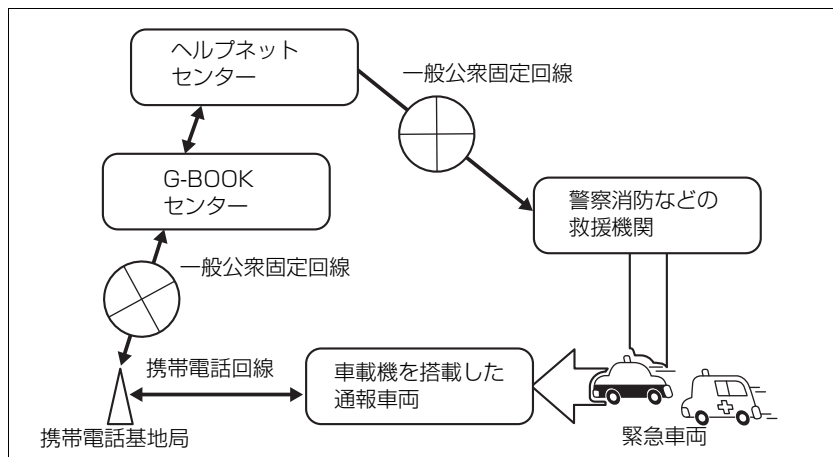 ヘルプネット
センター
一般公衆固定回線
G-BOOK
センター
警察消防などの
救援機関
一般公衆固定回線
携帯電話回線
車載機を搭載した
通報車両
携帯電話基地局
緊急車両